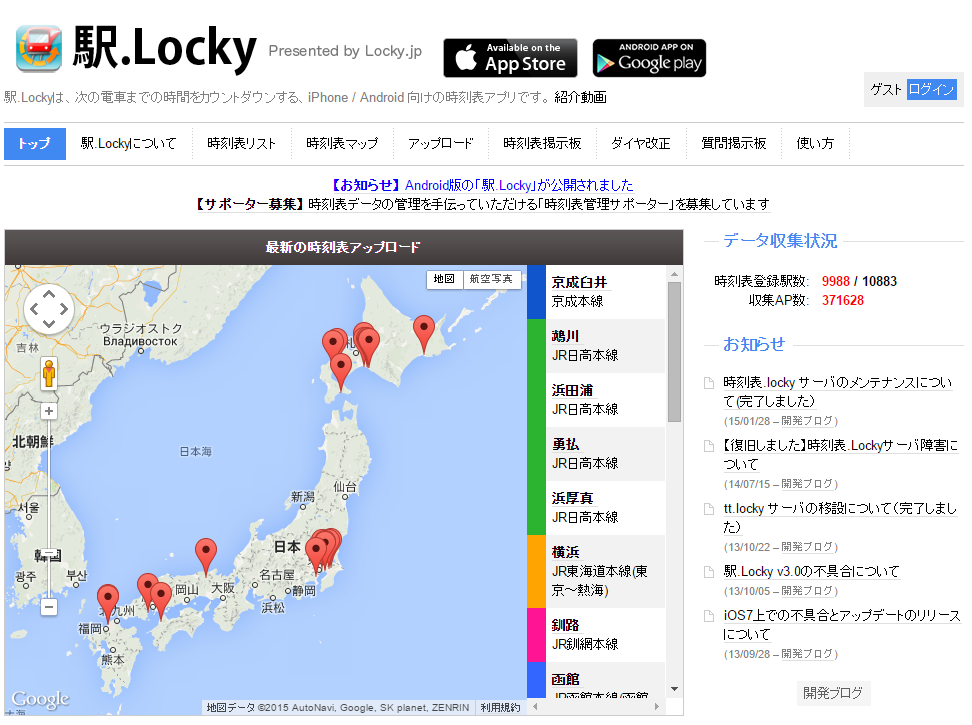 駅.Locky Presented by Locky.jp
Available on the
App Store
ANDROID APP ON
Google play
駅.Lockyは、次の電車までの時間をカウントダウンする、iPhone / Android 向けの時刻表アプリです。 紹介動画
ゲスト ログイン
トップ 駅.Lockyについて 時刻表リスト 時刻表マップ アップロード 時刻表掲示板 ダイヤ改正 質問掲示板 使い方
【お知らせ】Android版の「駅.Locky」が公開されました
【サポーター募集】時刻表データの管理を手伝っていただける「時刻表管理サポーター」を募集しています
最新の時刻表アップロード
地図 航空写真
ウラジオストク
Владивосток
吉林
北朝鮮
서울
韓国
광주
부산
日本海
仙台
新潟
日本
名古屋
静岡
浜松
大阪
岡山
九州
福岡
熊本
Google
地図データ ©2015 AutoNavi, Google, SK planet, ZENRIN 利用規約
京成臼井
京成本線
鵡川
JR日高本線
浜田浦
JR日高本線
勇払
JR日高本線
浜厚真
JR日高本線
横浜
JR東海道本線(東
京〜熱海)
釧路
JR釧網本線
函館
JR函館本線(函館
データ収集状況
時刻表登録駅数: 9988 / 10883
収集AP数: 371628
お知らせ
時刻表.locky サーバのメンテナンスについ
て(完了しました)
(15/01/28 – 開発ブログ)
【復旧しました】時刻表.Lockyサーバ障害に
ついて
(14/07/15 – 開発ブログ)
tt.locky サーバの移設について(完了しまし
た)
(13/10/22 – 開発ブログ)
駅.Locky v3.0の不具合について
(13/10/05 – 開発ブログ)
iOS7上での不具合とアップデートのリリース
について
(13/09/28 – 開発ブログ)
開発ブログ